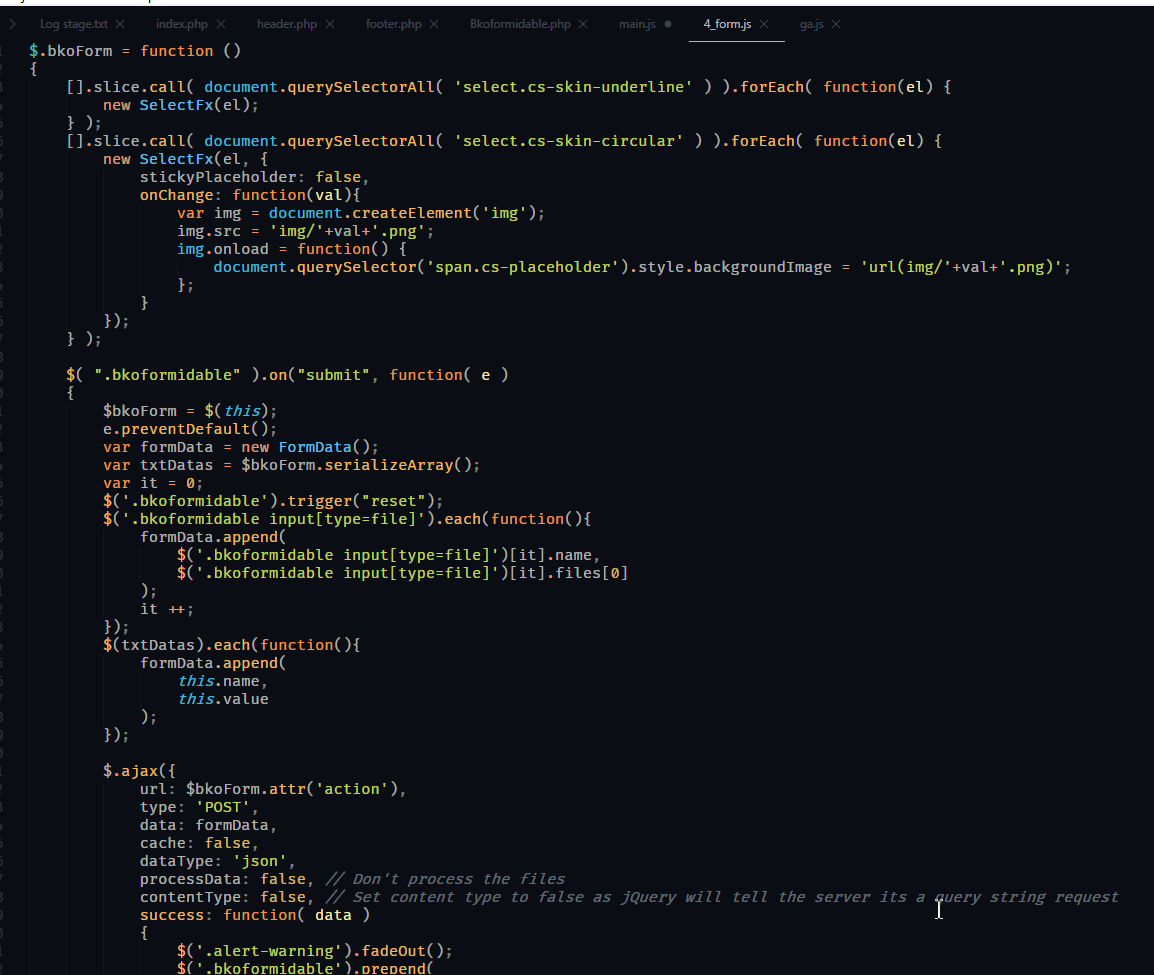 Log stage.txt × index.php × header.php × footer.php × Bkoformidable.php × main.js ● 4_form.js × ga.js ×
$.bkoForm = function ()
{
    [].slice.call( document.querySelectorAll( 'select.cs-skin-underline' ) ).forEach( function(el) {
        new SelectFx(el);
    } );
    [].slice.call( document.querySelectorAll( 'select.cs-skin-circular' ) ).forEach( function(el) {
        new SelectFx(el, {
            stickyPlaceholder: false,
            onChange: function(val){
                var img = document.createElement('img');
                img.src = 'img/'+val+'.png';
                img.onload = function() {
                    document.querySelector('span.cs-placeholder').style.backgroundImage = 'url(img/'+val+'.png)';
                };
            }
        });
    } );
    $( ".bkoformidable" ).on("submit", function( e )
    {
        $bkoForm = $(this);
        e.preventDefault();
        var formData = new FormData();
        var txtDatas = $bkoForm.serializeArray();
        var it = 0;
        $('.bkoformidable').trigger("reset");
        $('.bkoformidable input[type=file]').each(function(){
            formData.append(
                $('.bkoformidable input[type=file]')[it].name,
                $('.bkoformidable input[type=file]')[it].files[0]
            );
            it ++;
        });
        $(txtDatas).each(function(){
            formData.append(
                this.name,
                this.value
            );
        });
        $.ajax({
            url: $bkoForm.attr('action'),
            type: 'POST',
            data: formData,
            cache: false,
            dataType: 'json',
            processData: false, // Don't process the files
            contentType: false, // Set content type to false as jQuery will tell the server its a query string request
            success: function( data )
            {
                $('.alert-warning').fadeOut();
                $('.bkoformidable').prepend(